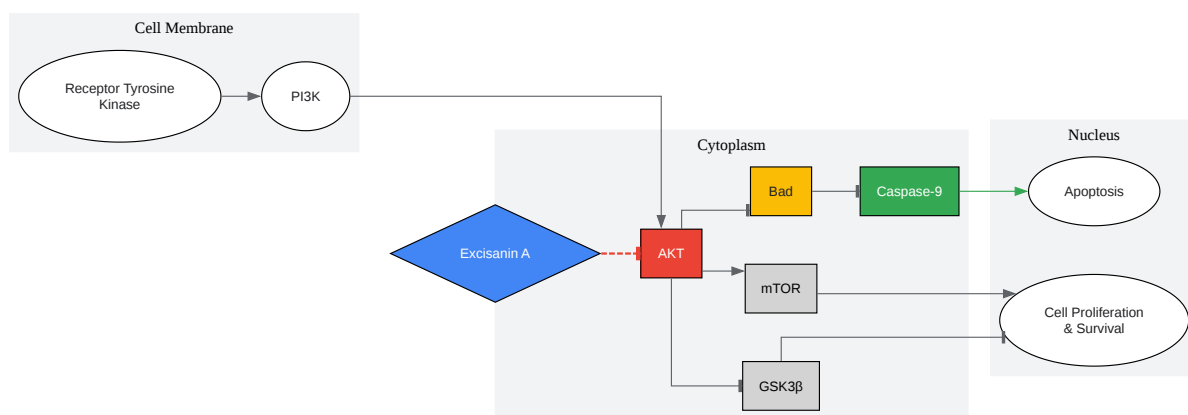 Cell Membrane
Receptor Tyrosine
Kinase
PI3K
Cytoplasm
Nucleus
Bad
Caspase-9
Apoptosis
Excisanin A
AKT
mTOR
Cell Proliferation
& Survival
GSK3β